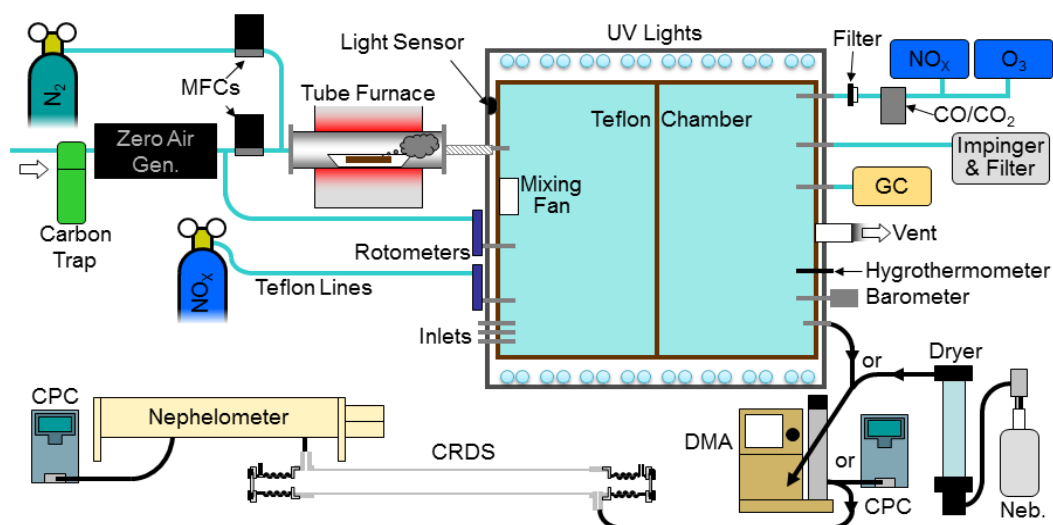 Light Sensor
UV Lights
Filter
NOX
O3
N2
MFCs
Tube Furnace
CO/CO2
Zero Air
Gen.
Teflon Chamber
Impinger
& Filter
Mixing
Fan
GC
Carbon
Trap
Rotometers
Vent
NOX
Teflon Lines
Hygrothermometer
Barometer
Inlets
or
Dryer
CPC
Nephelometer
DMA
CRDS
or
CPC
Neb.